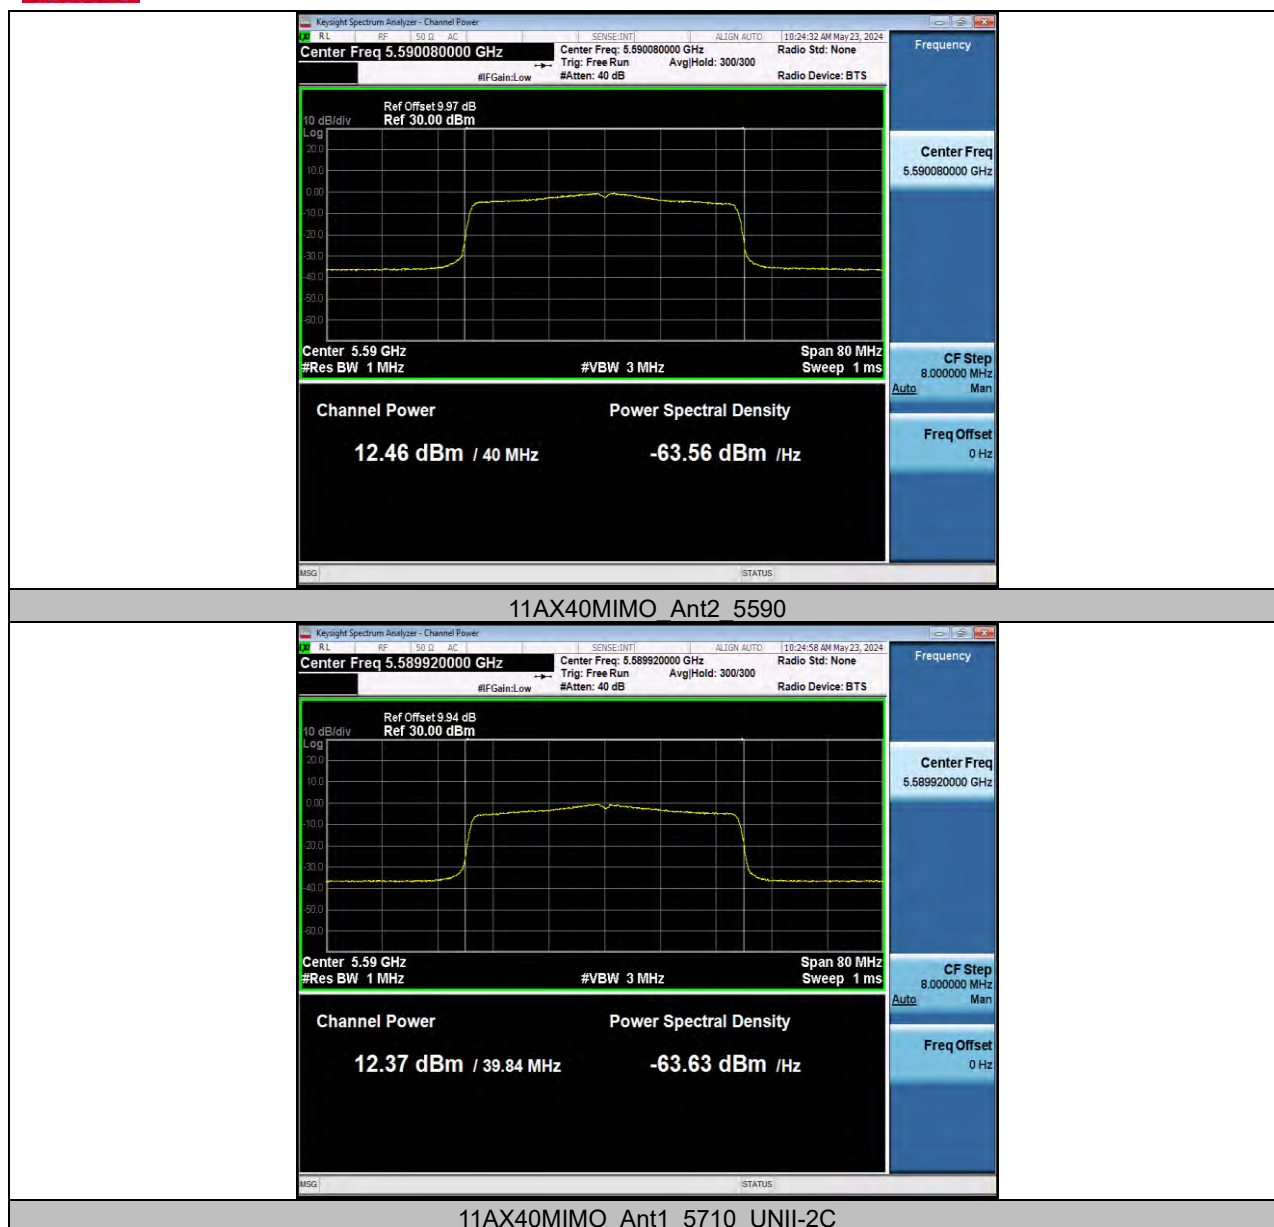 Keysight Spectrum Analyzer - Channel Power
RL RF 50 Ω AC SENSE:INT ALIGN AUTO 10:24:32 AM May 23, 2024
Center Freq 5.590080000 GHz
Center Freq: 5.590080000 GHz Radio Std: None
Trig: Free Run Avg|Hold: 300/300
#IFGain:Low #Atten: 40 dB Radio Device: BTS
Frequency
Ref Offset 9.97 dB
10 dB/div Ref 30.00 dBm
Log
20.0
10.0
0.00
-10.0
-20.0
-30.0
-40.0
-50.0
-60.0
Center Freq
5.590080000 GHz
Center 5.59 GHz Span 80 MHz
#Res BW 1 MHz #VBW 3 MHz Sweep 1 ms
CF Step
8.000000 MHz
Auto Man
Channel Power Power Spectral Density
12.46 dBm / 40 MHz -63.56 dBm /Hz
Freq Offset
0 Hz
MSG STATUS
11AX40MIMO_Ant2_5590
Keysight Spectrum Analyzer - Channel Power
RL RF 50 Ω AC SENSE:INT ALIGN AUTO 10:24:58 AM May 23, 2024
Center Freq 5.589920000 GHz
Center Freq: 5.589920000 GHz Radio Std: None
Trig: Free Run Avg|Hold: 300/300
#IFGain:Low #Atten: 40 dB Radio Device: BTS
Frequency
Ref Offset 9.94 dB
10 dB/div Ref 30.00 dBm
Log
20.0
10.0
0.00
-10.0
-20.0
-30.0
-40.0
-50.0
-60.0
Center Freq
5.589920000 GHz
Center 5.59 GHz Span 80 MHz
#Res BW 1 MHz #VBW 3 MHz Sweep 1 ms
CF Step
8.000000 MHz
Auto Man
Channel Power Power Spectral Density
12.37 dBm / 39.84 MHz -63.63 dBm /Hz
Freq Offset
0 Hz
MSG STATUS
11AX40MIMO_Ant1_5710_UNII-2C